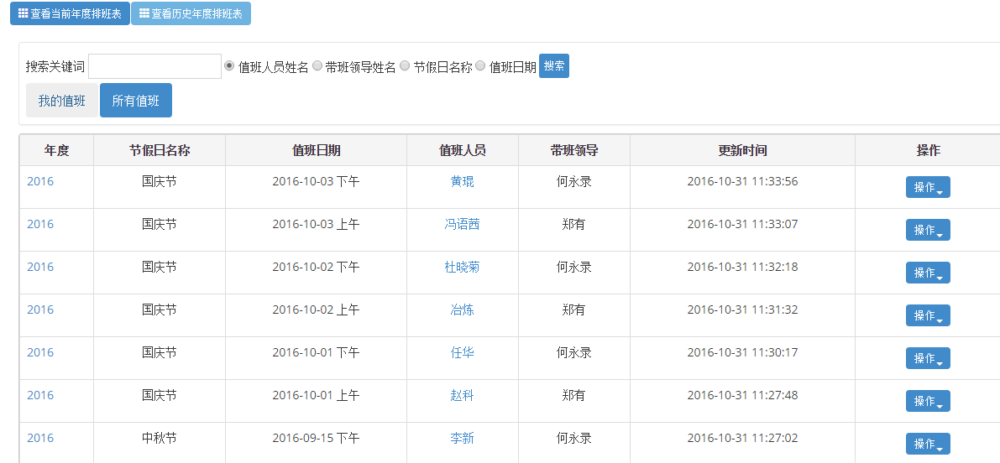 查看当前年度排班表 查看历史年度排班表
搜索关键词 值班人员姓名 带班领导姓名 节假日名称 值班日期 搜索
我的值班 所有值班
年度 节假日名称 值班日期 值班人员 带班领导 更新时间 操作
2016 国庆节 2016-10-03 下午 黄琨 何永录 2016-10-31 11:33:56 操作
2016 国庆节 2016-10-03 上午 冯语茜 郑有 2016-10-31 11:33:07 操作
2016 国庆节 2016-10-02 下午 杜晓菊 何永录 2016-10-31 11:32:18 操作
2016 国庆节 2016-10-02 上午 冶炼 郑有 2016-10-31 11:31:32 操作
2016 国庆节 2016-10-01 下午 任华 何永录 2016-10-31 11:30:17 操作
2016 国庆节 2016-10-01 上午 赵科 郑有 2016-10-31 11:27:48 操作
2016 中秋节 2016-09-15 下午 李新 何永录 2016-10-31 11:27:02 操作